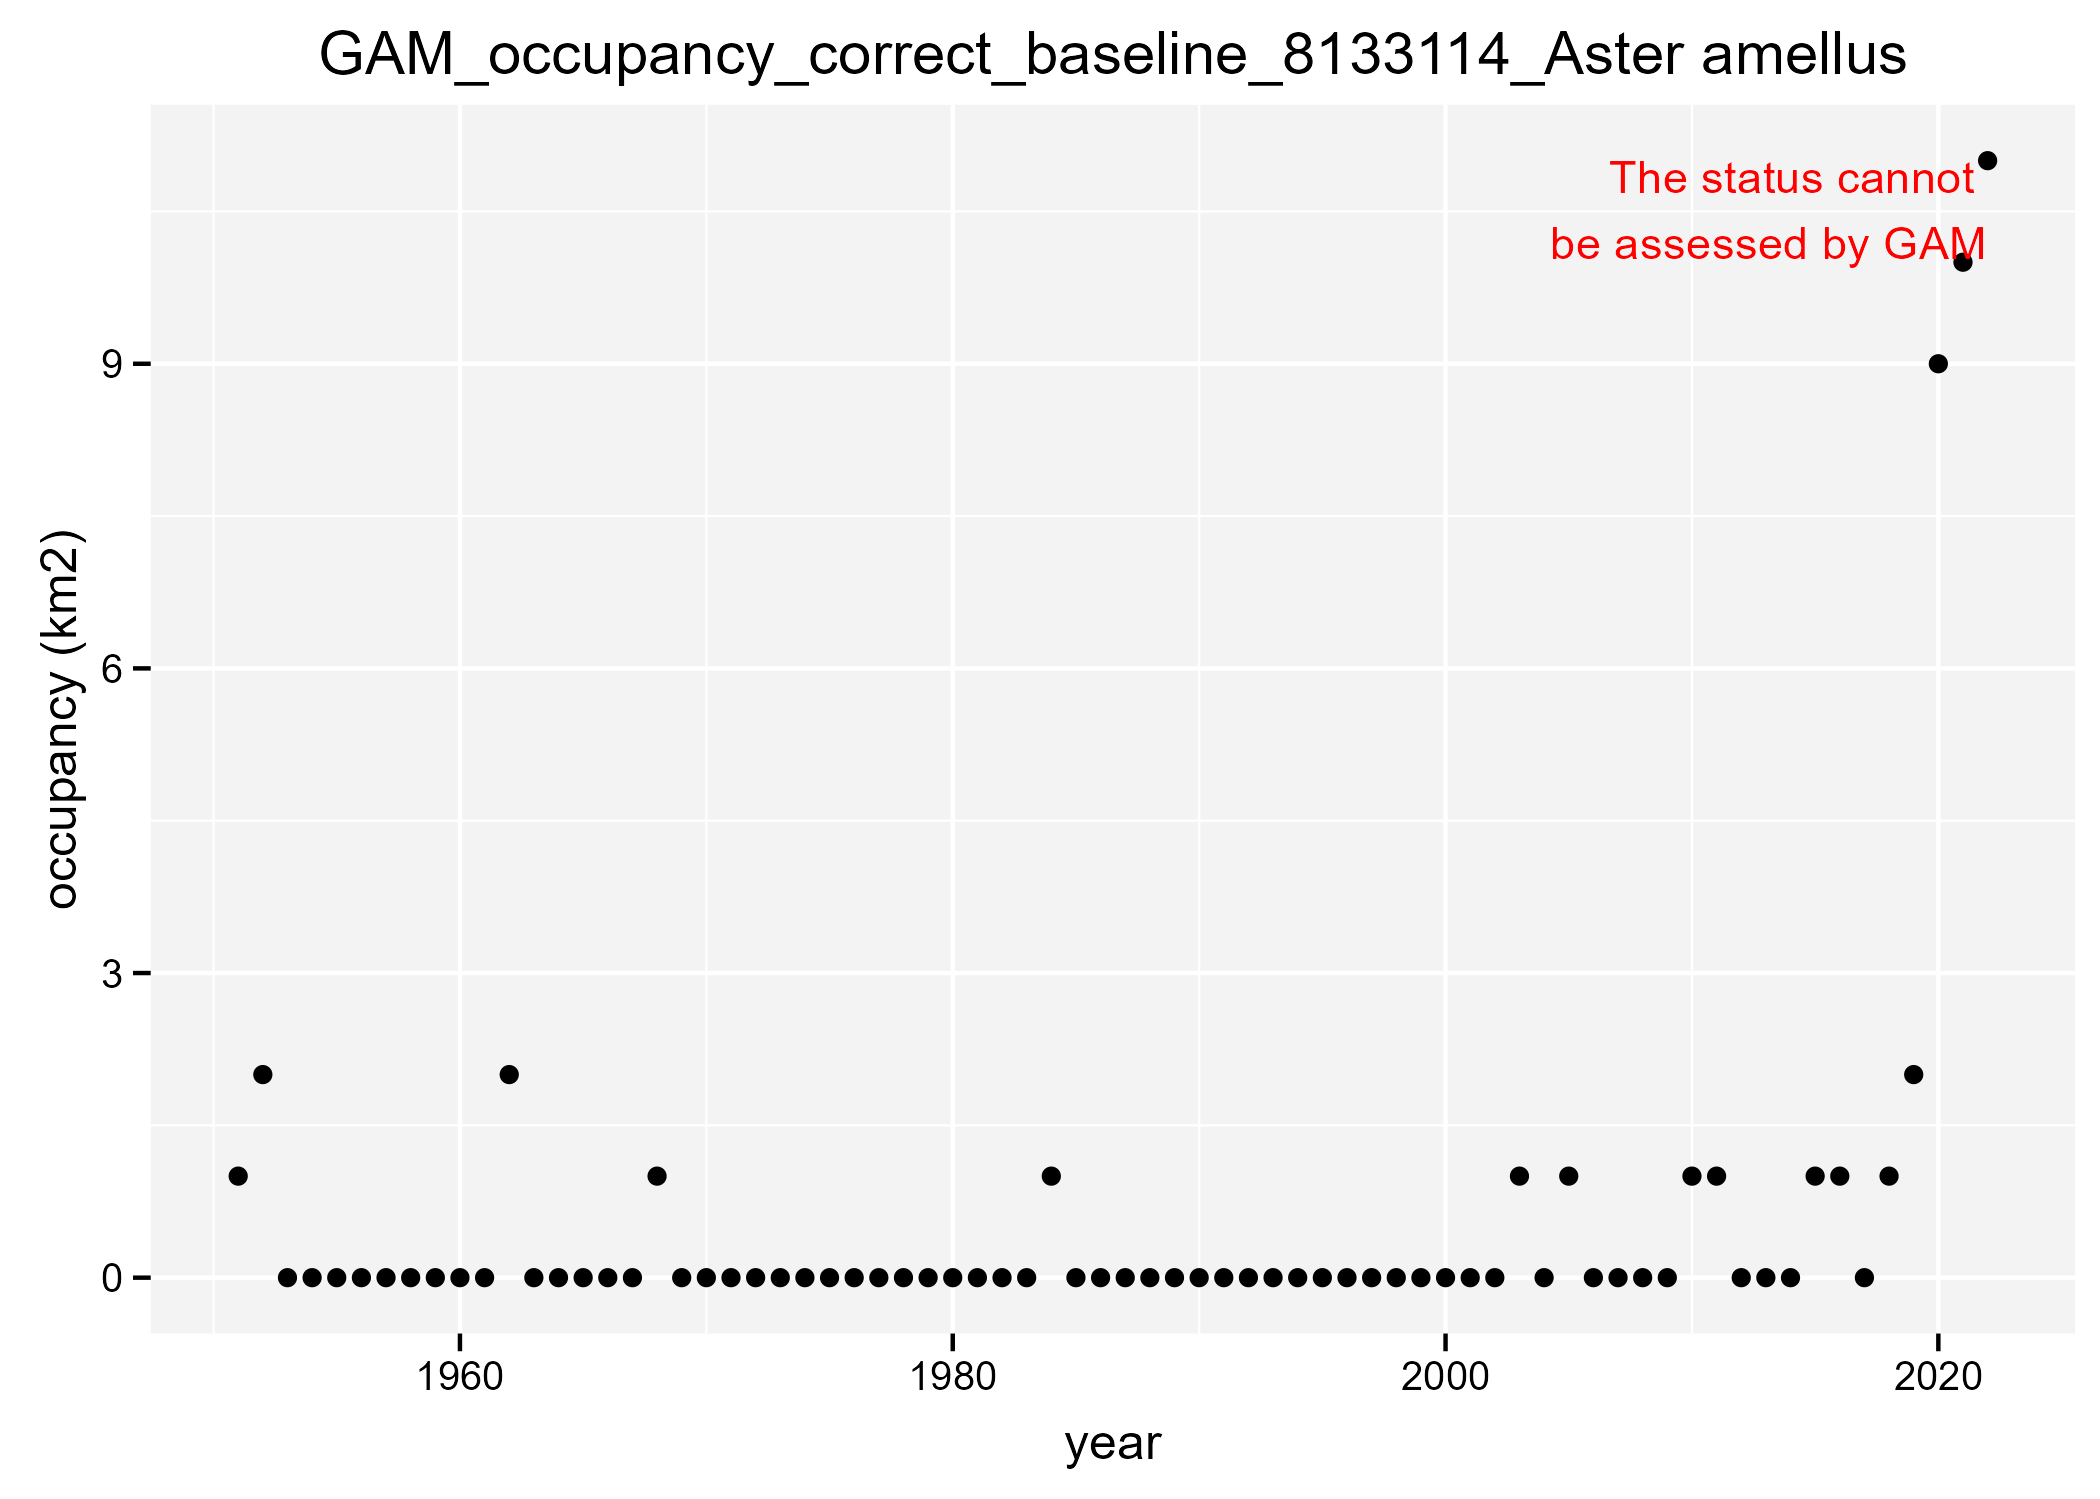 GAM_occupancy_correct_baseline_8133114_Aster amellus
The status cannot
be assessed by GAM
9
6
3
0
occupancy (km2)
1960 1980 2000 2020
year